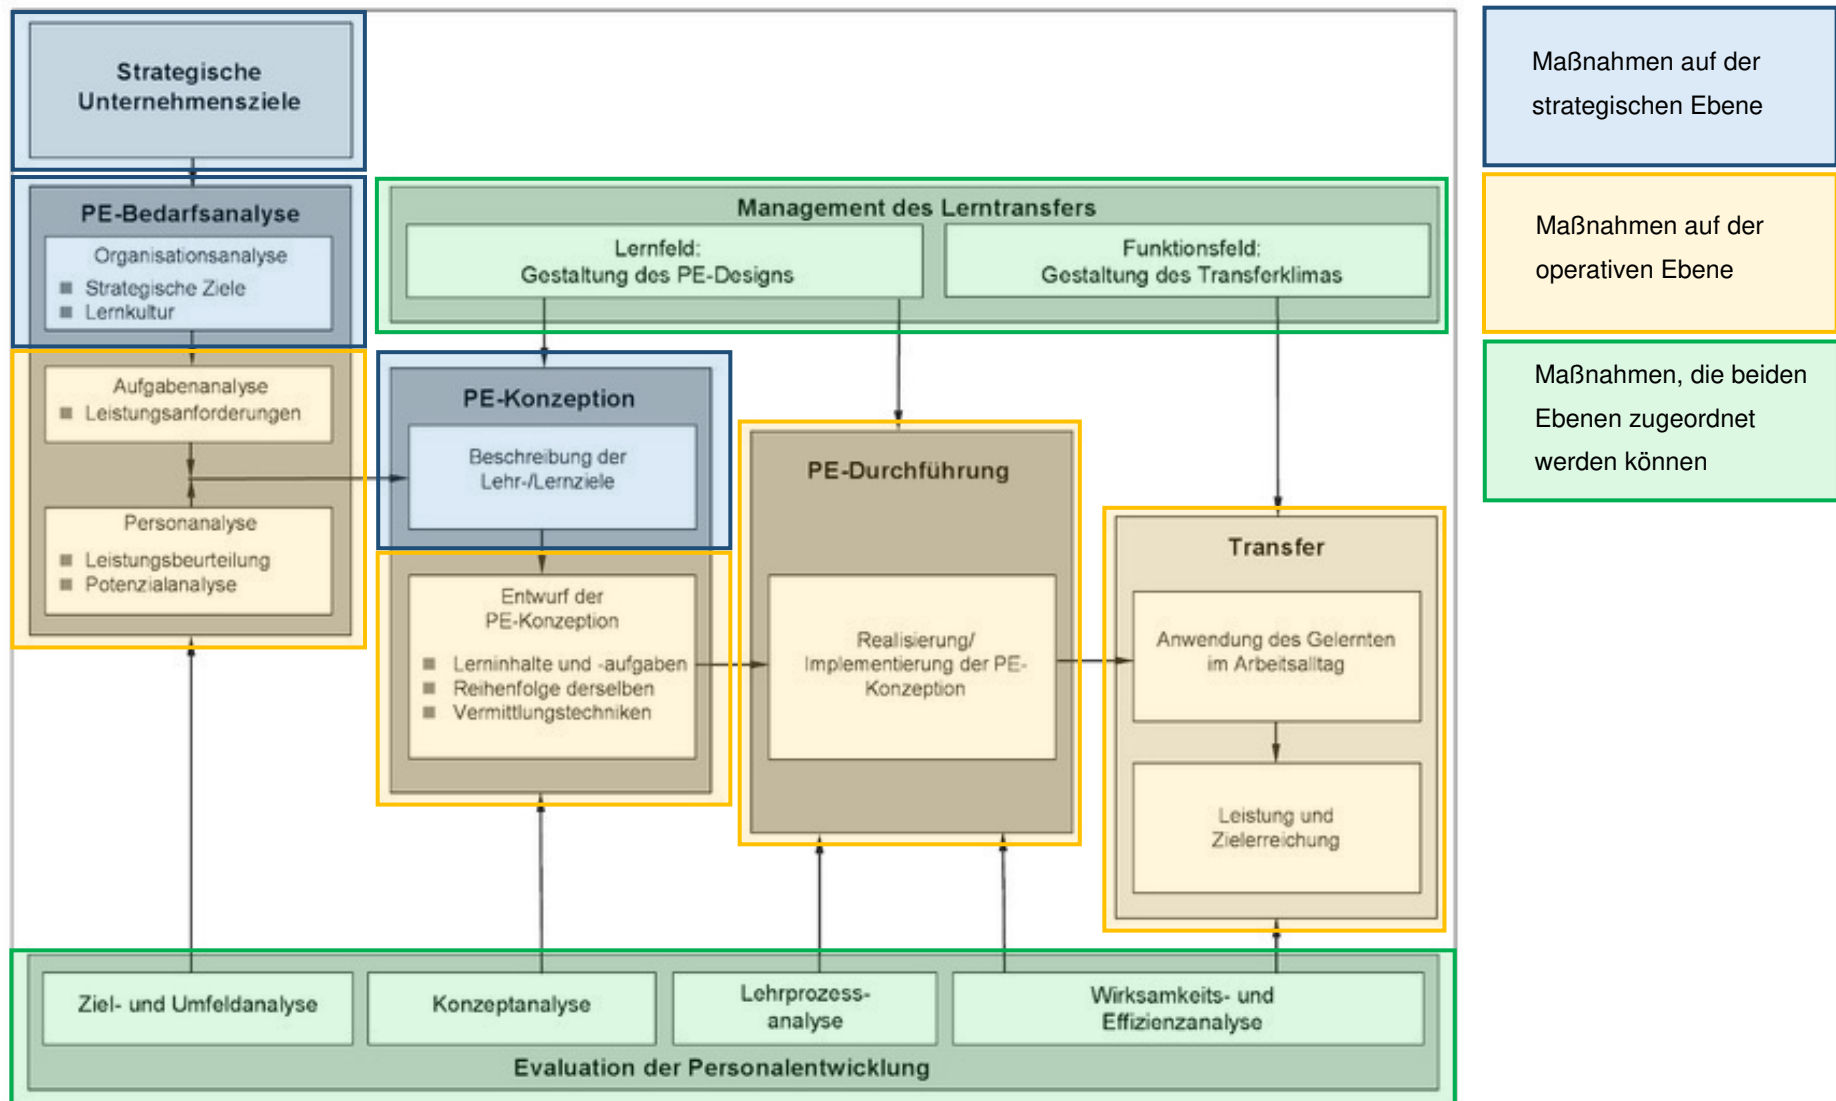 Strategische
Unternehmensziele
PE-Bedarfsanalyse
Organisationsanalyse
Strategische Ziele
Lernkultur
Aufgabenanalyse
Leistungsanforderungen
Personanalyse
Leistungsbeurteilung
Potenzialanalyse
Management des Lerntransfers
Lernfeld:
Gestaltung des PE-Designs
Funktionsfeld:
Gestaltung des Transferklimas
PE-Konzeption
Beschreibung der
Lehr-/Lernziele
Entwurf der
PE-Konzeption
Lerninhalte und -aufgaben
Reihenfolge derselben
Vermittlungstechniken
PE-Durchführung
Realisierung/
Implementierung der PE-
Konzeption
Transfer
Anwendung des Gelernten
im Arbeitsalltag
Leistung und
Zielerreichung
Ziel- und Umfeldanalyse
Konzeptanalyse
Lehrprozess-
analyse
Wirksamkeits- und
Effizienzanalyse
Evaluation der Personalentwicklung
Maßnahmen auf der
strategischen Ebene
Maßnahmen auf der
operativen Ebene
Maßnahmen, die beiden
Ebenen zugeordnet
werden können